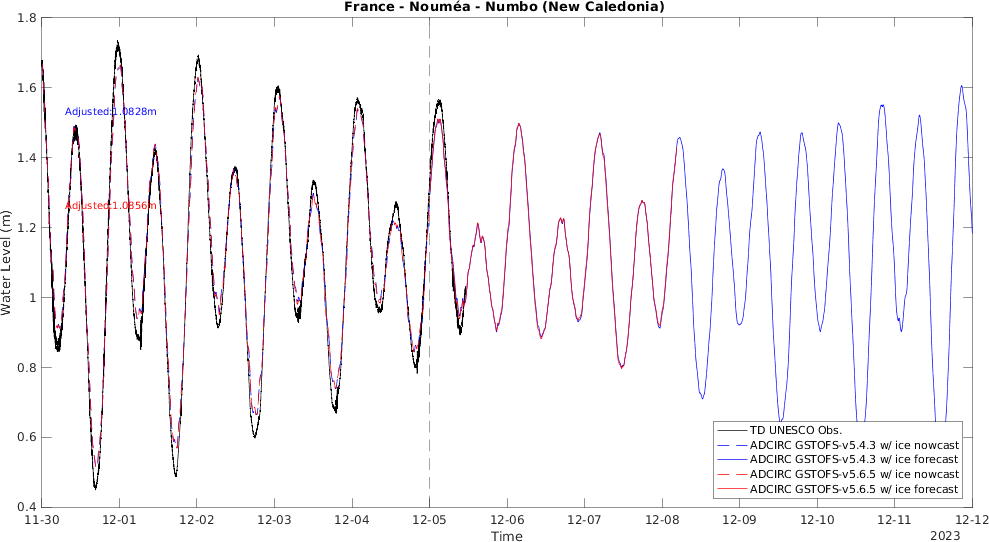 France - Nouméa - Numbo (New Caledonia)
1.8
1.6
1.4
1.2
1
0.8
0.6
0.4
Water Level (m)
Adjusted:1.0828m
Adjusted:1.0856m
TD UNESCO Obs.
ADCIRC GSTOFS-v5.4.3 w/ ice nowcast
ADCIRC GSTOFS-v5.4.3 w/ ice forecast
ADCIRC GSTOFS-v5.6.5 w/ ice nowcast
ADCIRC GSTOFS-v5.6.5 w/ ice forecast
11-30 12-01 12-02 12-03 12-04 12-05 12-06 12-07 12-08 12-09 12-10 12-11 12-12
Time
2023